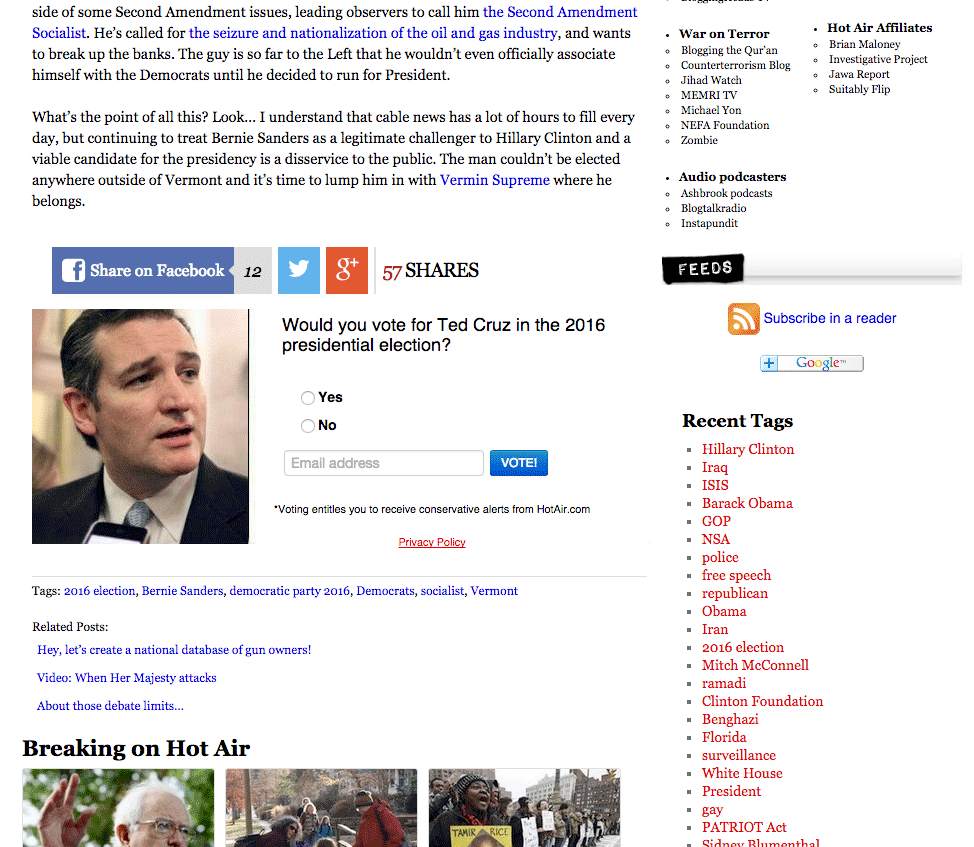 side of some Second Amendment issues, leading observers to call him the Second Amendment
Socialist. He's called for the seizure and nationalization of the oil and gas industry, and wants
to break up the banks. The guy is so far to the Left that he wouldn't even officially associate
himself with the Democrats until he decided to run for President.
What's the point of all this? Look… I understand that cable news has a lot of hours to fill every
day, but continuing to treat Bernie Sanders as a legitimate challenger to Hillary Clinton and a
viable candidate for the presidency is a disservice to the public. The man couldn't be elected
anywhere outside of Vermont and it's time to lump him in with Vermin Supreme where he
belongs.
Share on Facebook 12
57 SHARES
Would you vote for Ted Cruz in the 2016
presidential election?
Yes
No
Email address
VOTE!
*Voting entitles you to receive conservative alerts from HotAir.com
Privacy Policy
Tags: 2016 election, Bernie Sanders, democratic party 2016, Democrats, socialist, Vermont
Related Posts:
Hey, let's create a national database of gun owners!
Video: When Her Majesty attacks
About those debate limits…
Breaking on Hot Air
TAMIR RICE
War on Terror
Blogging the Qur'an
Counterterrorism Blog
Jihad Watch
MEMRI TV
Michael Yon
NEFA Foundation
Zombie
Audio podcasters
Ashbrook podcasts
Blogtalkradio
Instapundit
Hot Air Affiliates
Brian Maloney
Investigative Project
Jawa Report
Suitably Flip
FEEDS
Subscribe in a reader
+ Google™
Recent Tags
Hillary Clinton
Iraq
ISIS
Barack Obama
GOP
NSA
police
free speech
republican
Obama
Iran
2016 election
Mitch McConnell
ramadi
Clinton Foundation
Benghazi
Florida
surveillance
White House
President
gay
PATRIOT Act
Sidney Blumenthal